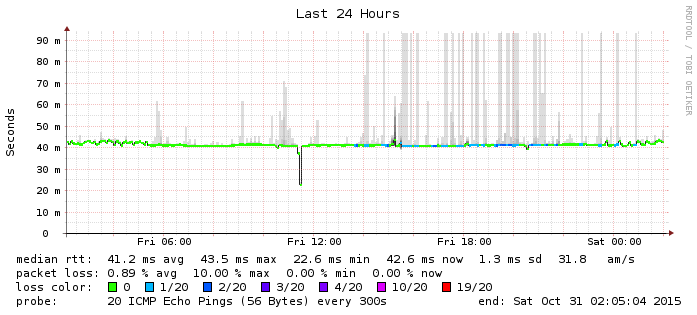 Last 24 Hours
RRDTOOL / TOBI OETIKER
Seconds
90 m
80 m
70 m
60 m
50 m
40 m
30 m
20 m
10 m
0
Fri 06:00 Fri 12:00 Fri 18:00 Sat 00:00
median rtt: 41.2 ms avg 43.5 ms max 22.6 ms min 42.6 ms now 1.3 ms sd 31.8 am/s
packet loss: 0.89 % avg 10.00 % max 0.00 % min 0.00 % now
loss color: 0 1/20 2/20 3/20 4/20 10/20 19/20
probe: 20 ICMP Echo Pings (56 Bytes) every 300s end: Sat Oct 31 02:05:04 2015